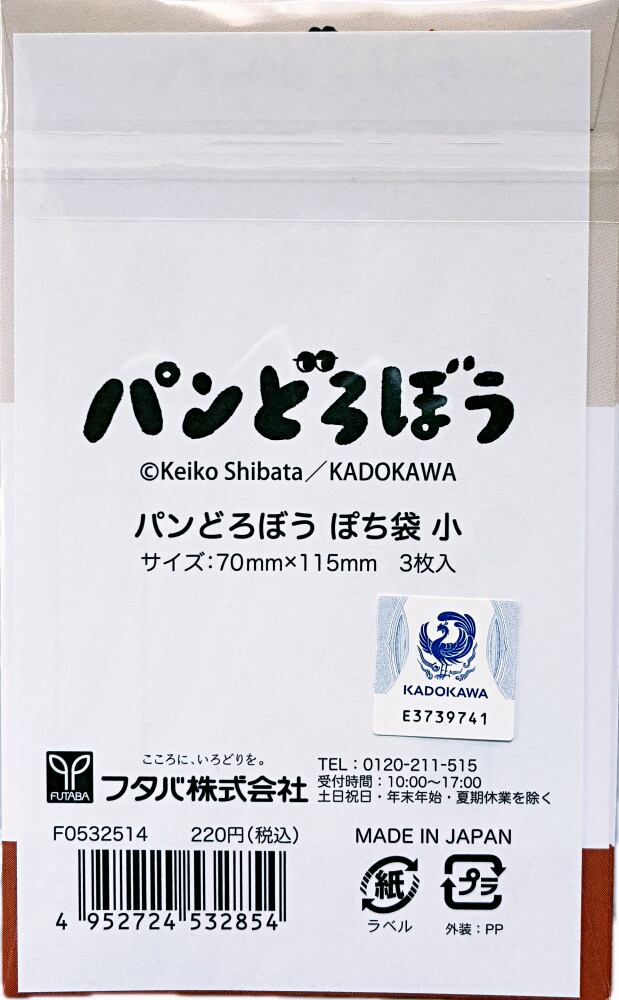 パンどろぼう
©Keiko Shibata／KADOKAWA
パンどろぼう ぽち袋 小
サイズ：70mm×115mm 3枚入
KADOKAWA
E3739741
こころに、いろどりを。
FUTABA
フタバ株式会社
TEL：0120-211-515
受付時間：10:00～17:00
土日祝日・年末年始・夏期休業を除く
F0532514 220円(税込)
MADE IN JAPAN
4 952724 532854
紙
ラベル
プラ
外装：PP